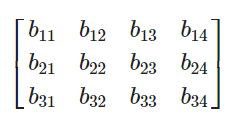 b₁₁ b₁₂ b₁₃ b₁₄
b₂₁ b₂₂ b₂₃ b₂₄
b₃₁ b₃₂ b₃₃ b₃₄